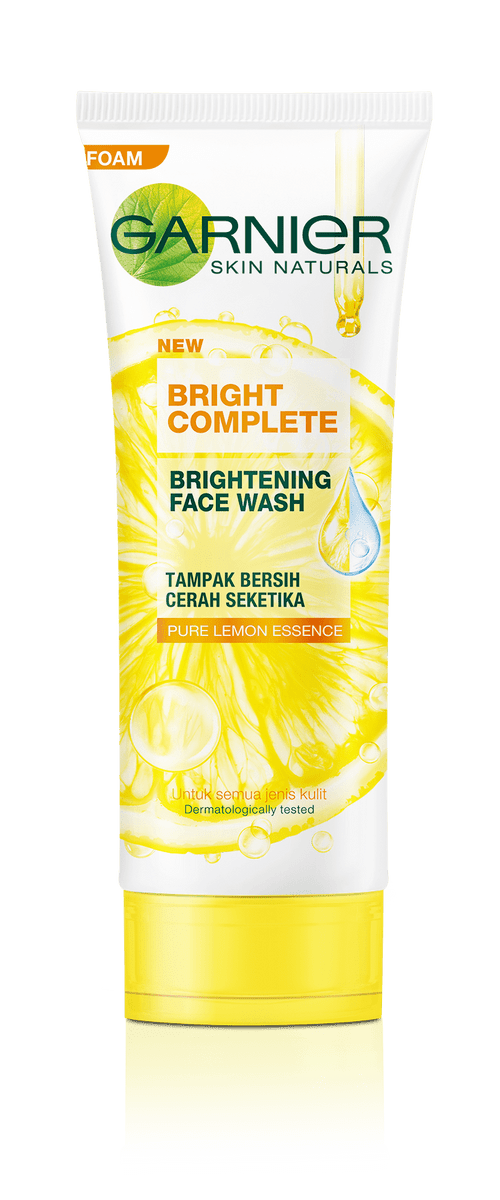 FOAM
GARNIER
SKIN NATURALS
NEW
BRIGHT
COMPLETE
BRIGHTENING
FACE WASH
TAMPAK BERSIH
CERAH SEKETIKA
PURE LEMON ESSENCE
Untuk semua jenis kulit
Dermatologically tested